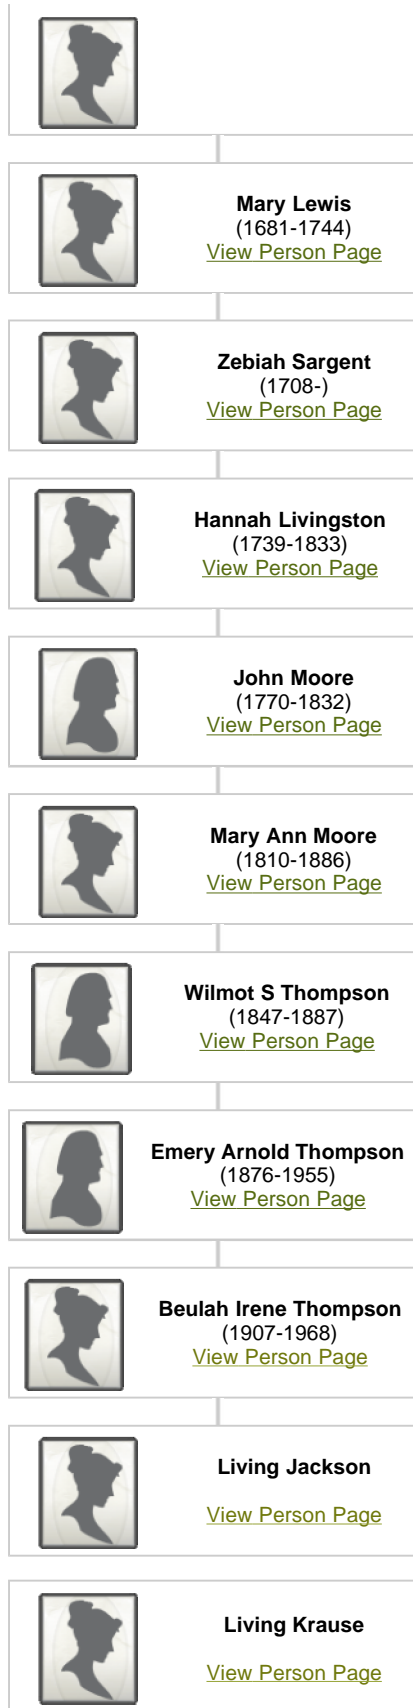 Mary Lewis
(1681-1744)
View Person Page
Zebiah Sargent
(1708-)
View Person Page
Hannah Livingston
(1739-1833)
View Person Page
John Moore
(1770-1832)
View Person Page
Mary Ann Moore
(1810-1886)
View Person Page
Wilmot S Thompson
(1847-1887)
View Person Page
Emery Arnold Thompson
(1876-1955)
View Person Page
Beulah Irene Thompson
(1907-1968)
View Person Page
Living Jackson
View Person Page
Living Krause
View Person Page